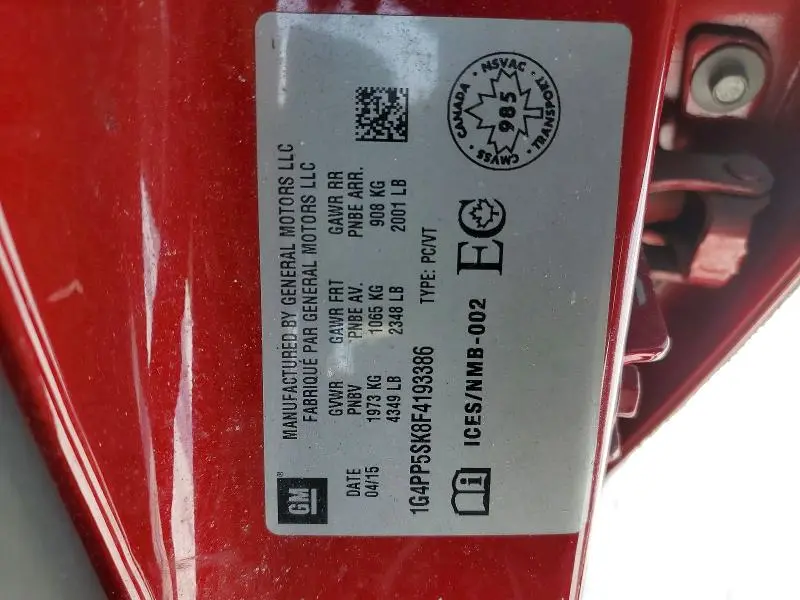 GM
MANUFACTURED BY GENERAL MOTORS LLC
FABRIQUÉ PAR GENERAL MOTORS LLC
DATE GVWR GAWR FRT GAWR RR
04/15 PNBV PNBE AV. PNBE ARR.
1973 KG 1065 KG 908 KG
4349 LB 2348 LB 2001 LB
1G4PP5SK8F4193386 TYPE: PC/VT
i ICES/NMB-002 EC
CANADA · NSVAC · TRANSPORT · CMVSS
985